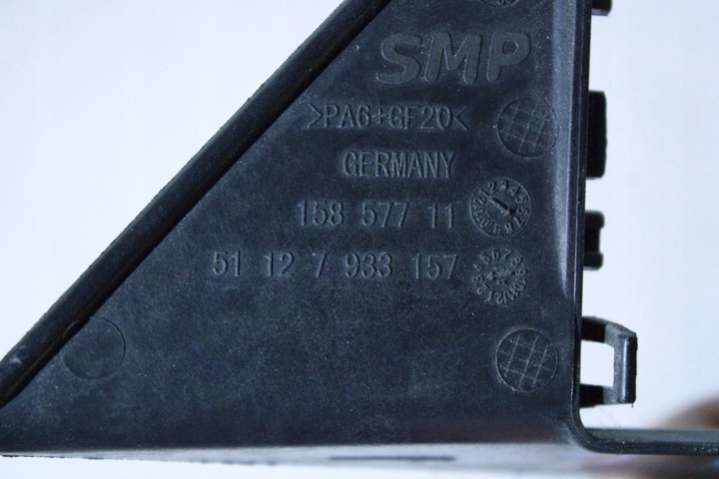 SMP
>PA6+GF20<
GERMANY
158 577 11
51 12 7 933 157